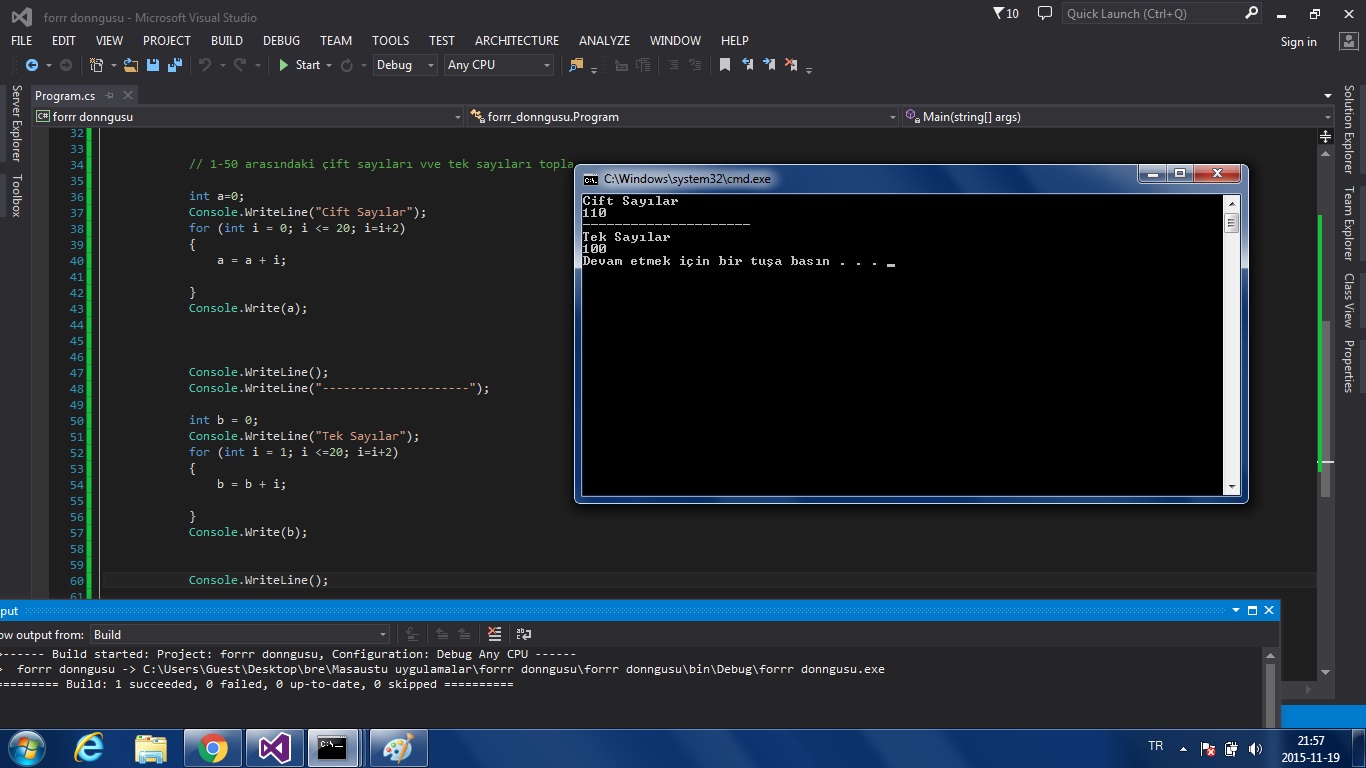 forrr donngusu - Microsoft Visual Studio
10
Quick Launch (Ctrl+Q)
FILE EDIT VIEW PROJECT BUILD DEBUG TEAM TOOLS TEST ARCHITECTURE ANALYZE WINDOW HELP
Sign in
Start Debug Any CPU
Server Explorer
Toolbox
Program.cs
forrr donngusu
forrr_donngusu.Program
Main(string[] args)
32
33
34 // 1-50 arasındaki çift sayıları vve tek sayıları topla
35
36 int a=0;
37 Console.WriteLine("Cift Sayılar");
38 for (int i = 0; i <= 20; i=i+2)
39 {
40 a = a + i;
41
42 }
43 Console.Write(a);
44
45
46
47 Console.WriteLine();
48 Console.WriteLine("---------------------");
49
50 int b = 0;
51 Console.WriteLine("Tek Sayılar");
52 for (int i = 1; i <=20; i=i+2)
53 {
54 b = b + i;
55
56 }
57 Console.Write(b);
58
59
60 Console.WriteLine();
61
C:\Windows\system32\cmd.exe
Cift Sayılar
110
---------------------
Tek Sayılar
100
Devam etmek için bir tuşa basın . . . _
Solution Explorer
Team Explorer
Class View
Properties
put
ow output from: Build
>------ Build started: Project: forrr donngusu, Configuration: Debug Any CPU ------
> forrr donngusu -> C:\Users\Guest\Desktop\bre\Masaustu uygulamalar\forrr donngusu\forrr donngusu\bin\Debug\forrr donngusu.exe
========= Build: 1 succeeded, 0 failed, 0 up-to-date, 0 skipped ==========
TR
21:57
2015-11-19